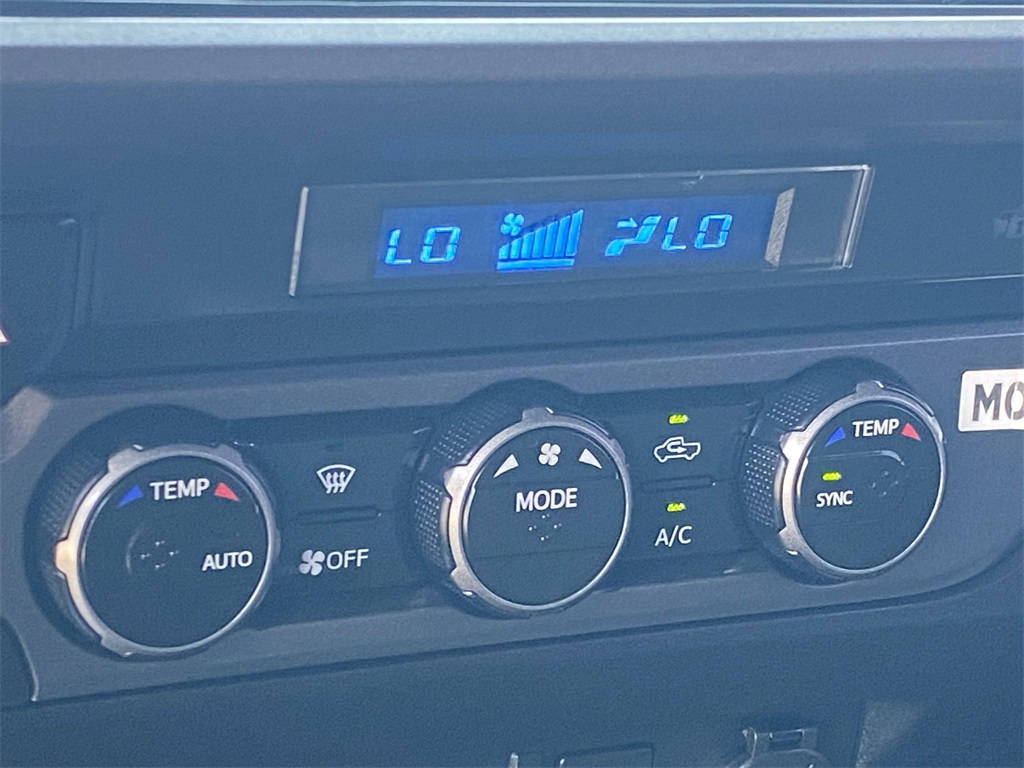 LO LO
TEMP
AUTO
OFF
MODE
A/C
TEMP
SYNC
MO